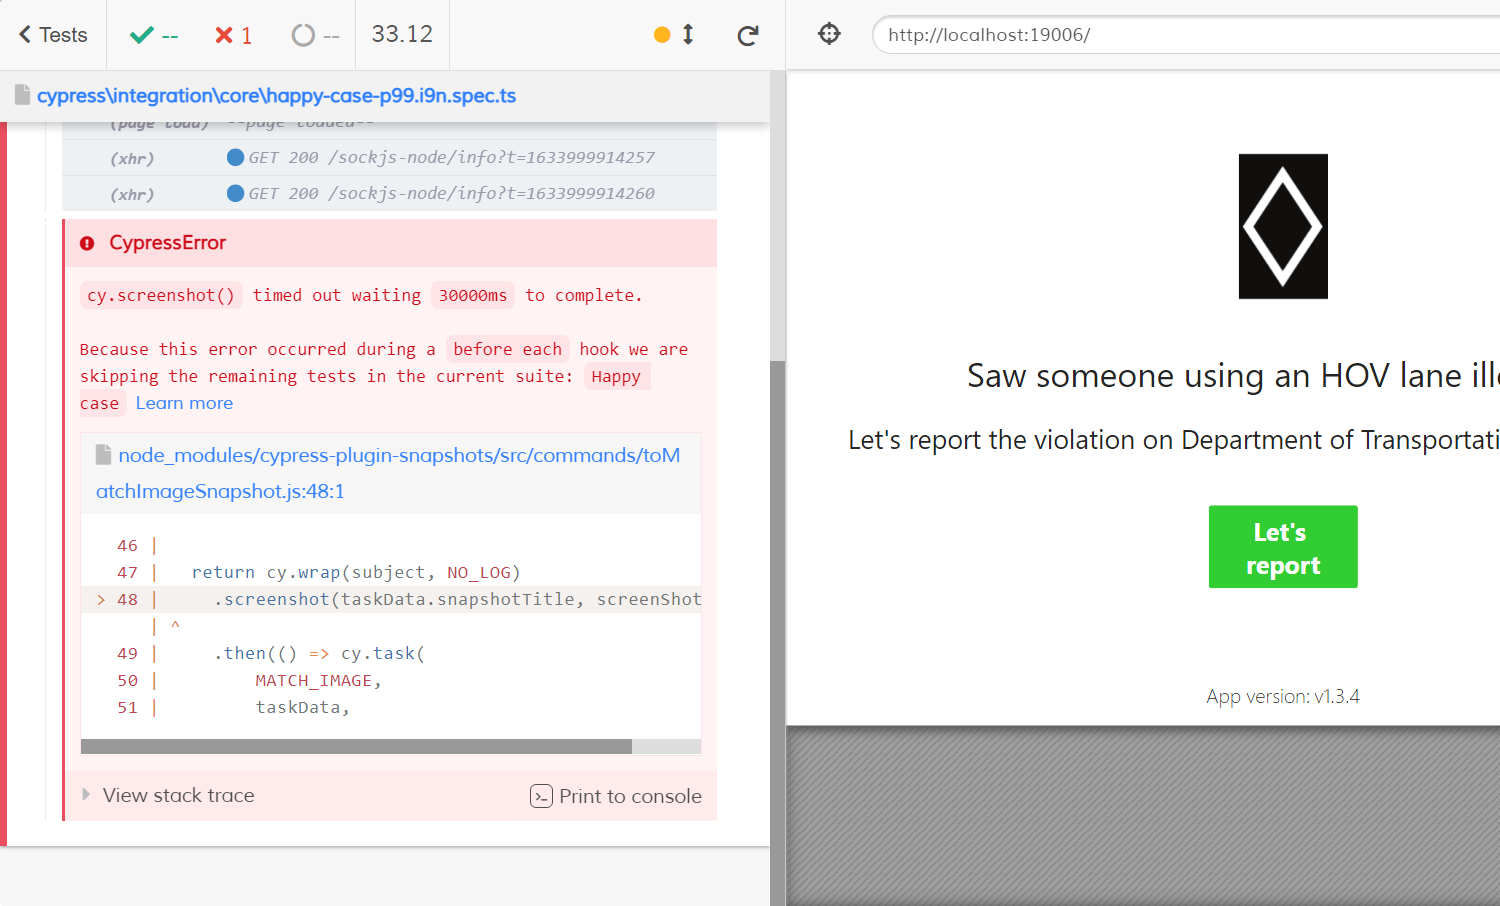 Tests
--
1
--
33.12
http://localhost:19006/
cypress\integration\core\happy-case-p99.i9n.spec.ts
(page load) --page loaded--
(xhr) GET 200 /sockjs-node/info?t=1633999914257
(xhr) GET 200 /sockjs-node/info?t=1633999914260
CypressError
cy.screenshot() timed out waiting 30000ms to complete.
Because this error occurred during a before each hook we are
skipping the remaining tests in the current suite: Happy
case Learn more
node_modules/cypress-plugin-snapshots/src/commands/toM
atchImageSnapshot.js:48:1
46 |
47 | return cy.wrap(subject, NO_LOG)
> 48 | .screenshot(taskData.snapshotTitle, screenShot
| ^
49 | .then(() => cy.task(
50 | MATCH_IMAGE,
51 | taskData,
View stack trace
Print to console
Saw someone using an HOV lane ille
Let's report the violation on Department of Transportati
Let's
report
App version: v1.3.4